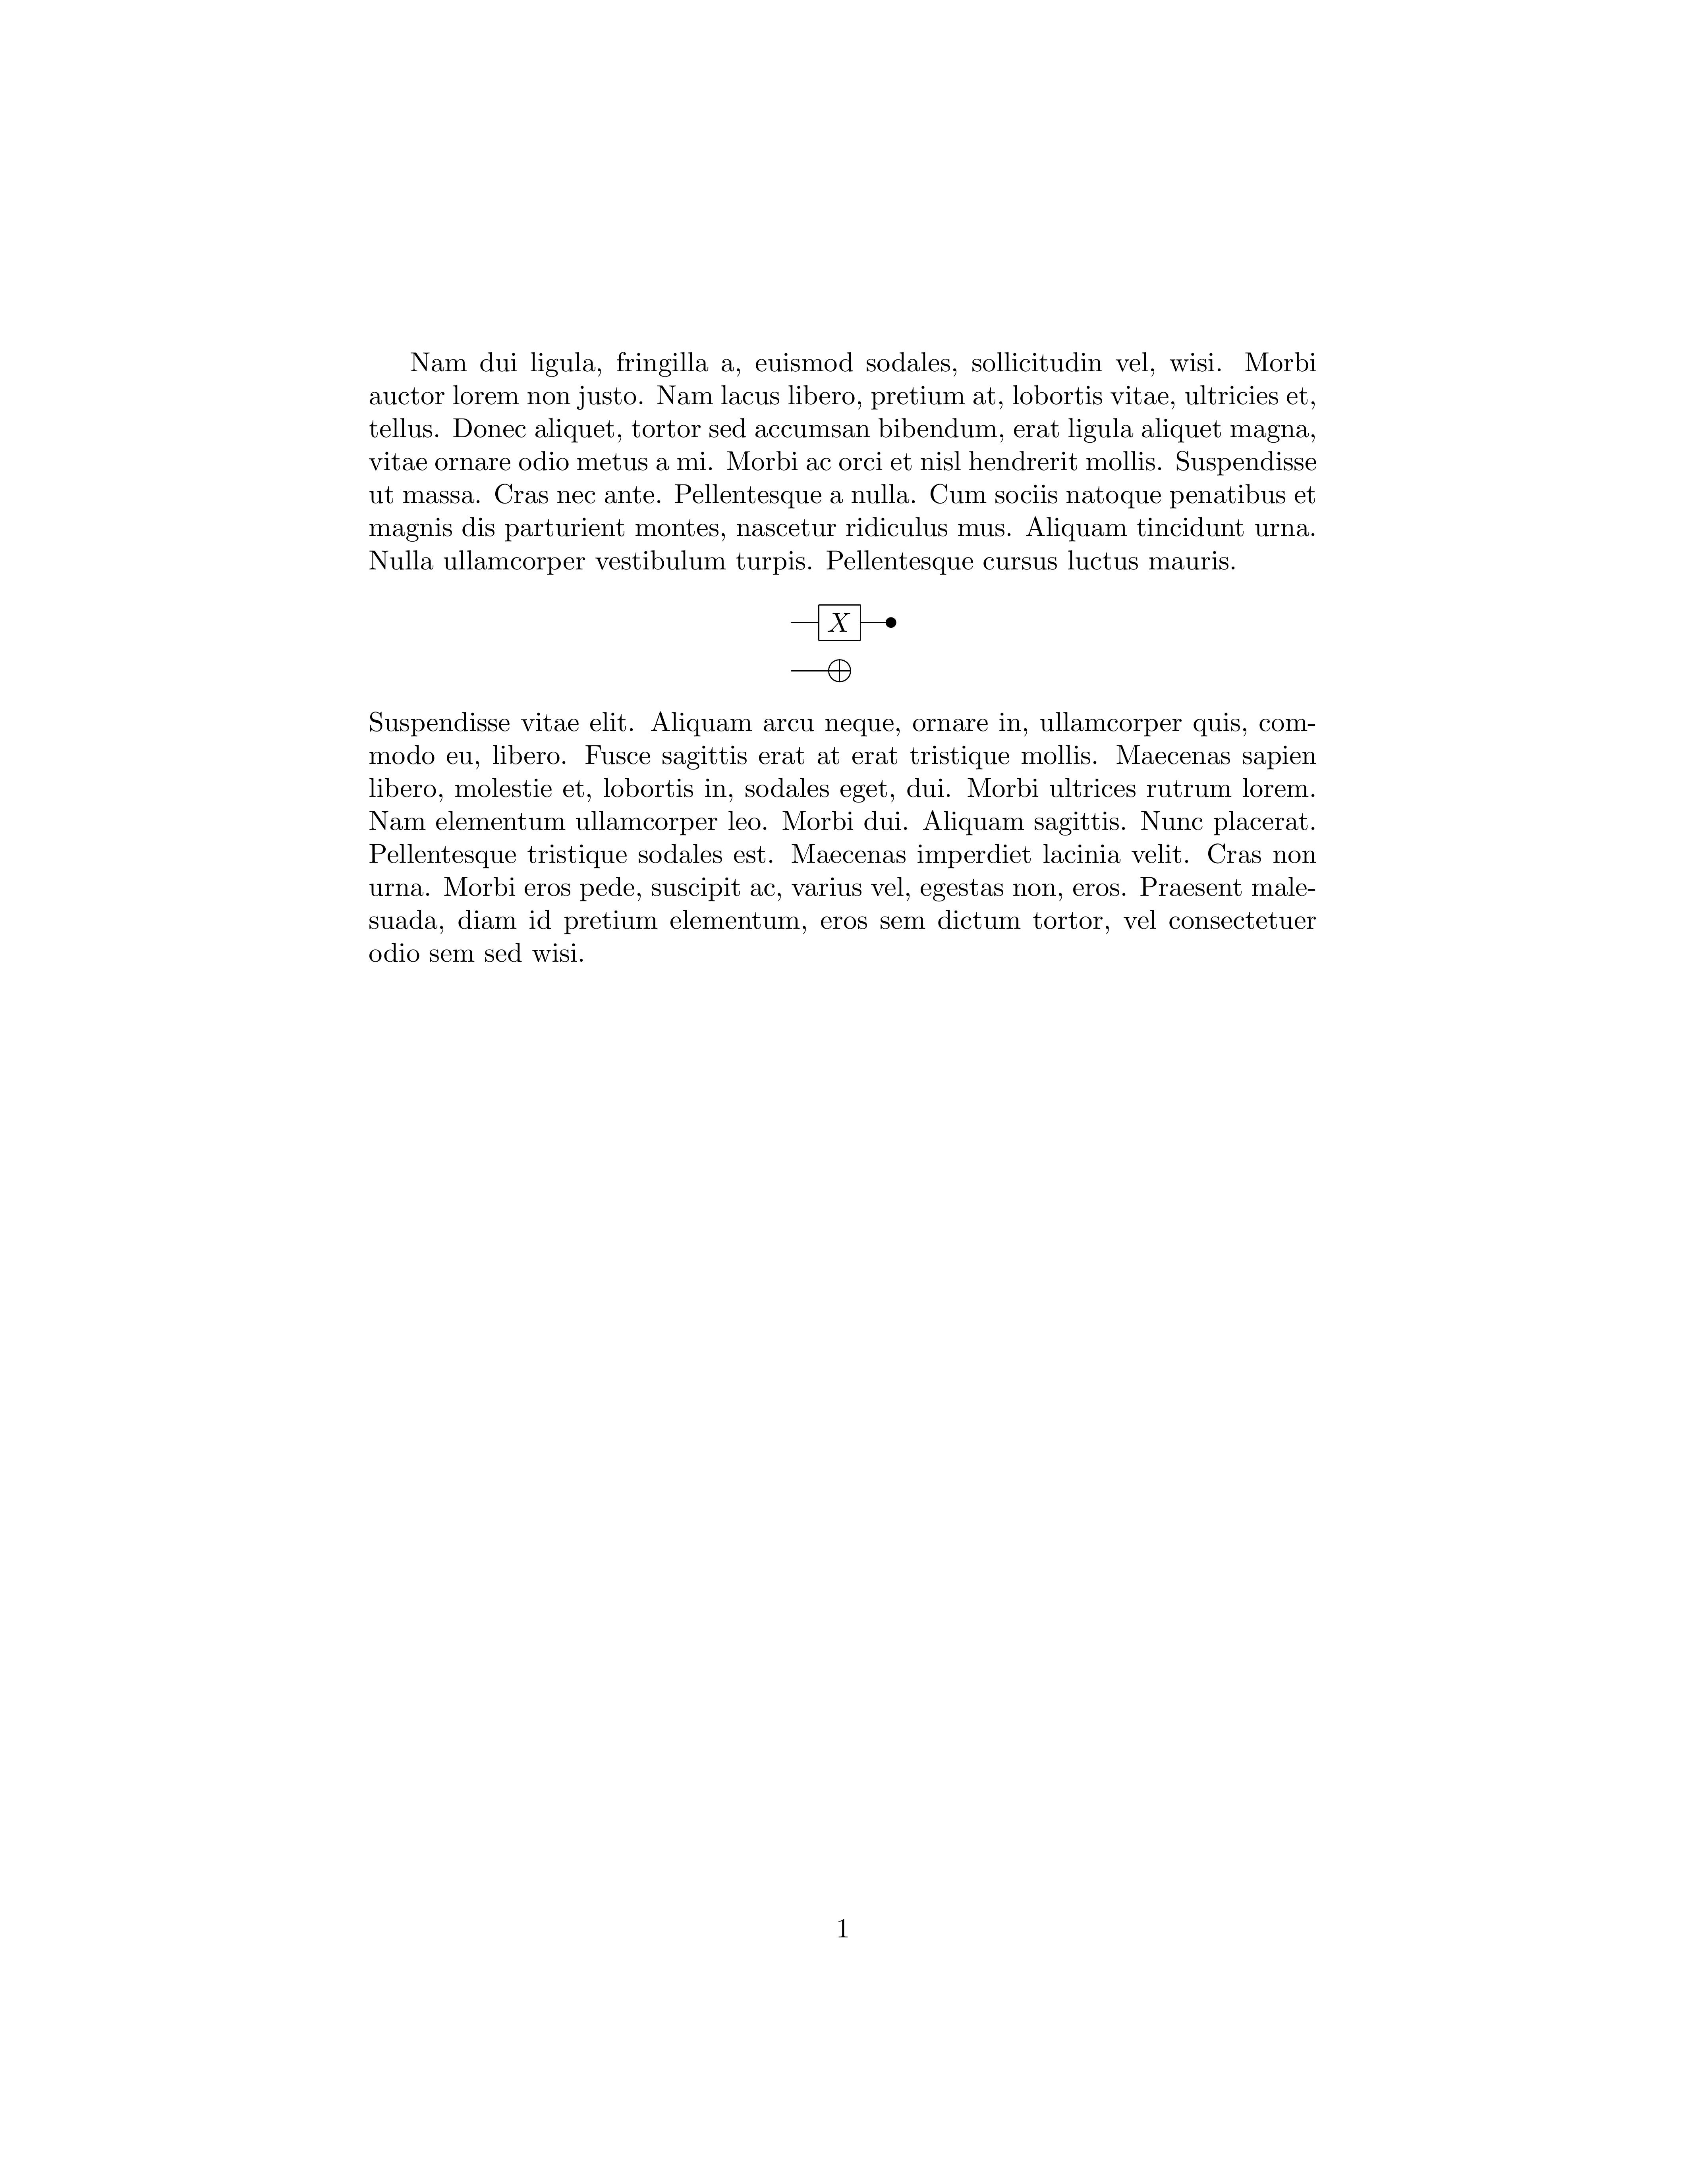 Nam dui ligula, fringilla a, euismod sodales, sollicitudin vel, wisi. Morbi
auctor lorem non justo. Nam lacus libero, pretium at, lobortis vitae, ultricies et,
tellus. Donec aliquet, tortor sed accumsan bibendum, erat ligula aliquet magna,
vitae ornare odio metus a mi. Morbi ac orci et nisl hendrerit mollis. Suspendisse
ut massa. Cras nec ante. Pellentesque a nulla. Cum sociis natoque penatibus et
magnis dis parturient montes, nascetur ridiculus mus. Aliquam tincidunt urna.
Nulla ullamcorper vestibulum turpis. Pellentesque cursus luctus mauris.
X
Suspendisse vitae elit. Aliquam arcu neque, ornare in, ullamcorper quis, com-
modo eu, libero. Fusce sagittis erat at erat tristique mollis. Maecenas sapien
libero, molestie et, lobortis in, sodales eget, dui. Morbi ultrices rutrum lorem.
Nam elementum ullamcorper leo. Morbi dui. Aliquam sagittis. Nunc placerat.
Pellentesque tristique sodales est. Maecenas imperdiet lacinia velit. Cras non
urna. Morbi eros pede, suscipit ac, varius vel, egestas non, eros. Praesent male-
suada, diam id pretium elementum, eros sem dictum tortor, vel consectetuer
odio sem sed wisi.
1